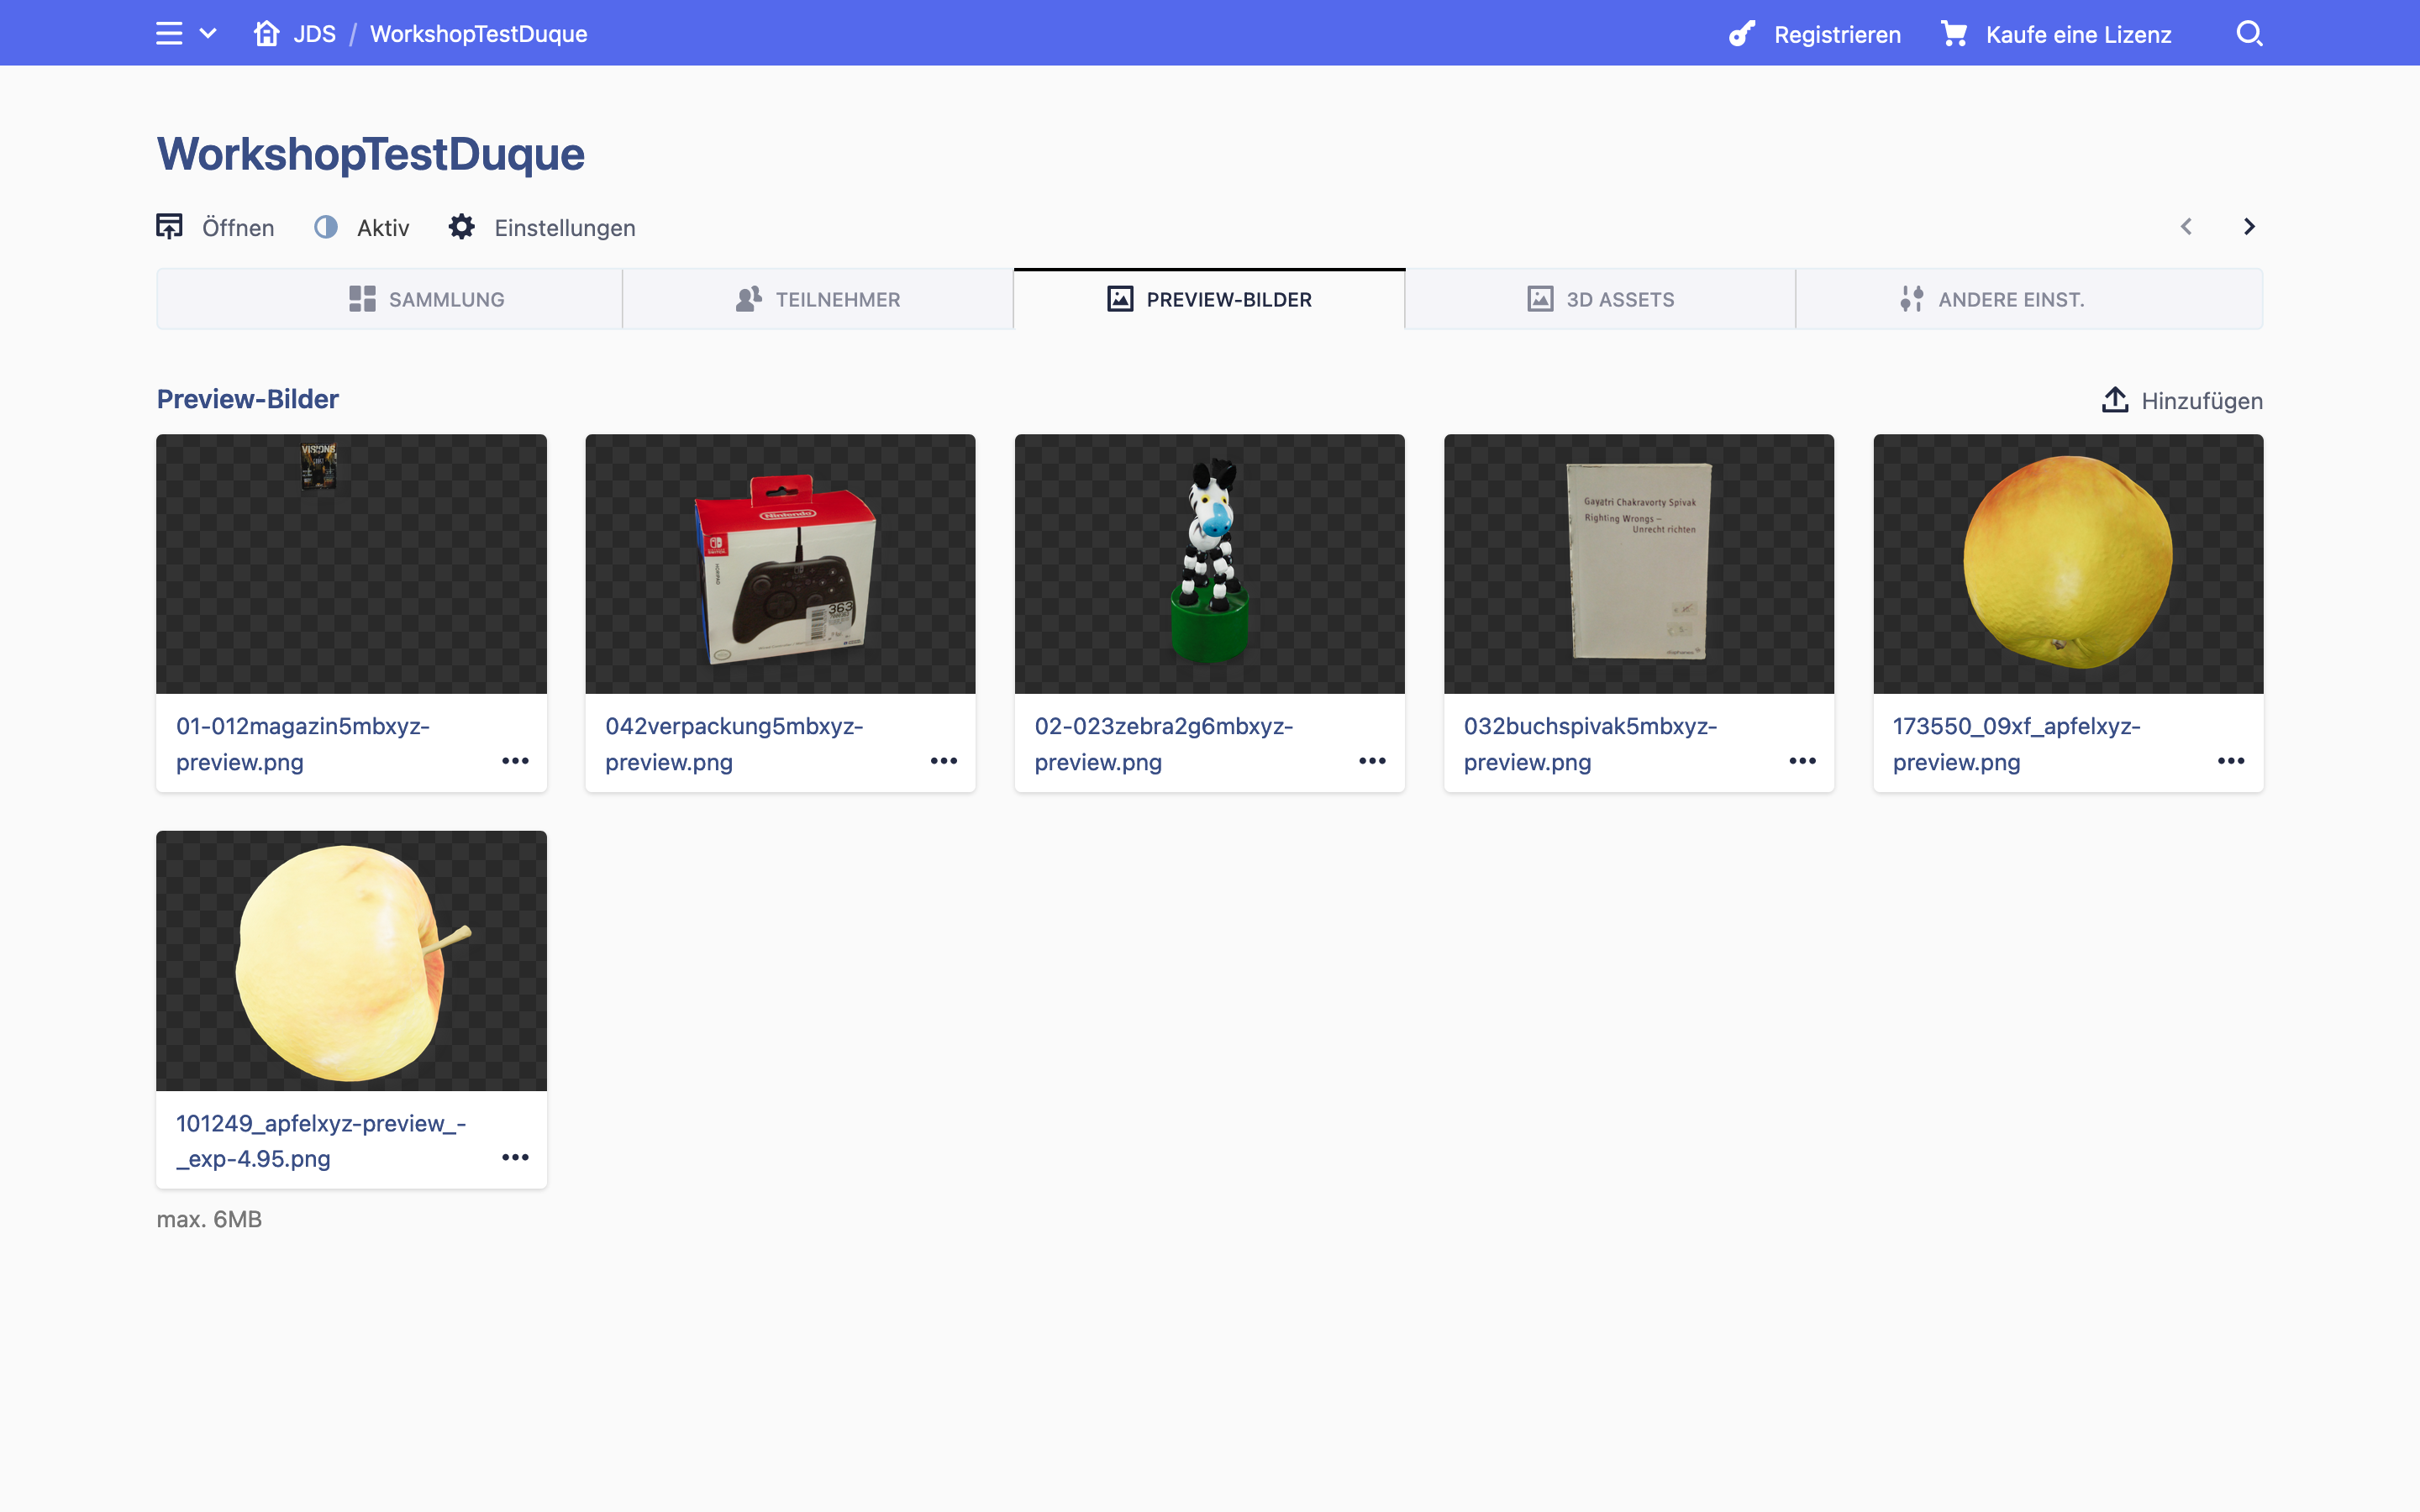 JDS / WorkshopTestDuque
Registrieren
Kaufe eine Lizenz
WorkshopTestDuque
Öffnen
Aktiv
Einstellungen
SAMMLUNG
TEILNEHMER
PREVIEW-BILDER
3D ASSETS
ANDERE EINST.
Preview-Bilder
Hinzufügen
VISIONS
Nintendo
363
Gayatri Chakravorty Spivak
Righting Wrongs –
Unrecht richten
diaphanes
01-012magazin5mbxyz-
preview.png
042verpackung5mbxyz-
preview.png
02-023zebra2g6mbxyz-
preview.png
032buchspivak5mbxyz-
preview.png
173550_09xf_apfelxyz-
preview.png
101249_apfelxyz-preview_-
_exp-4.95.png
max. 6MB